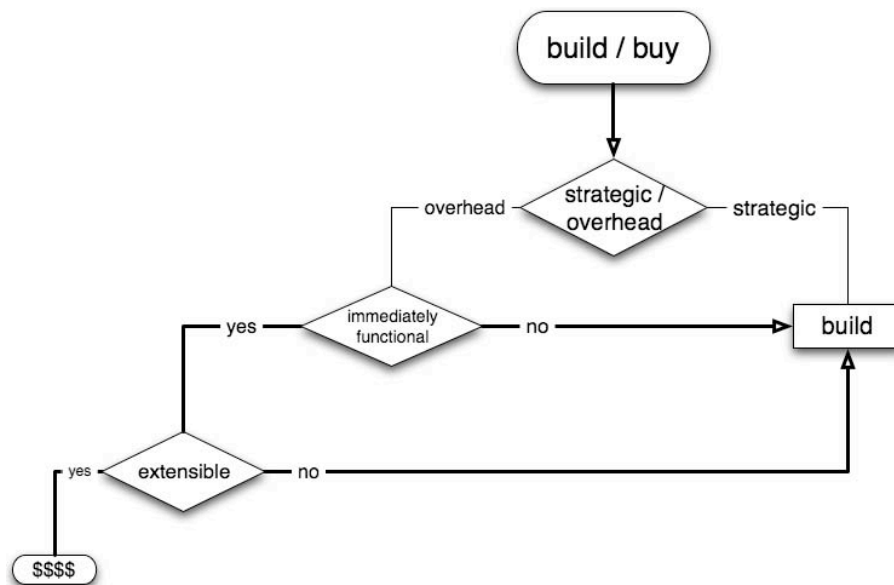 build / buy
strategic /
overhead
overhead
strategic
immediately
functional
yes
no
build
extensible
yes
no
$$$$